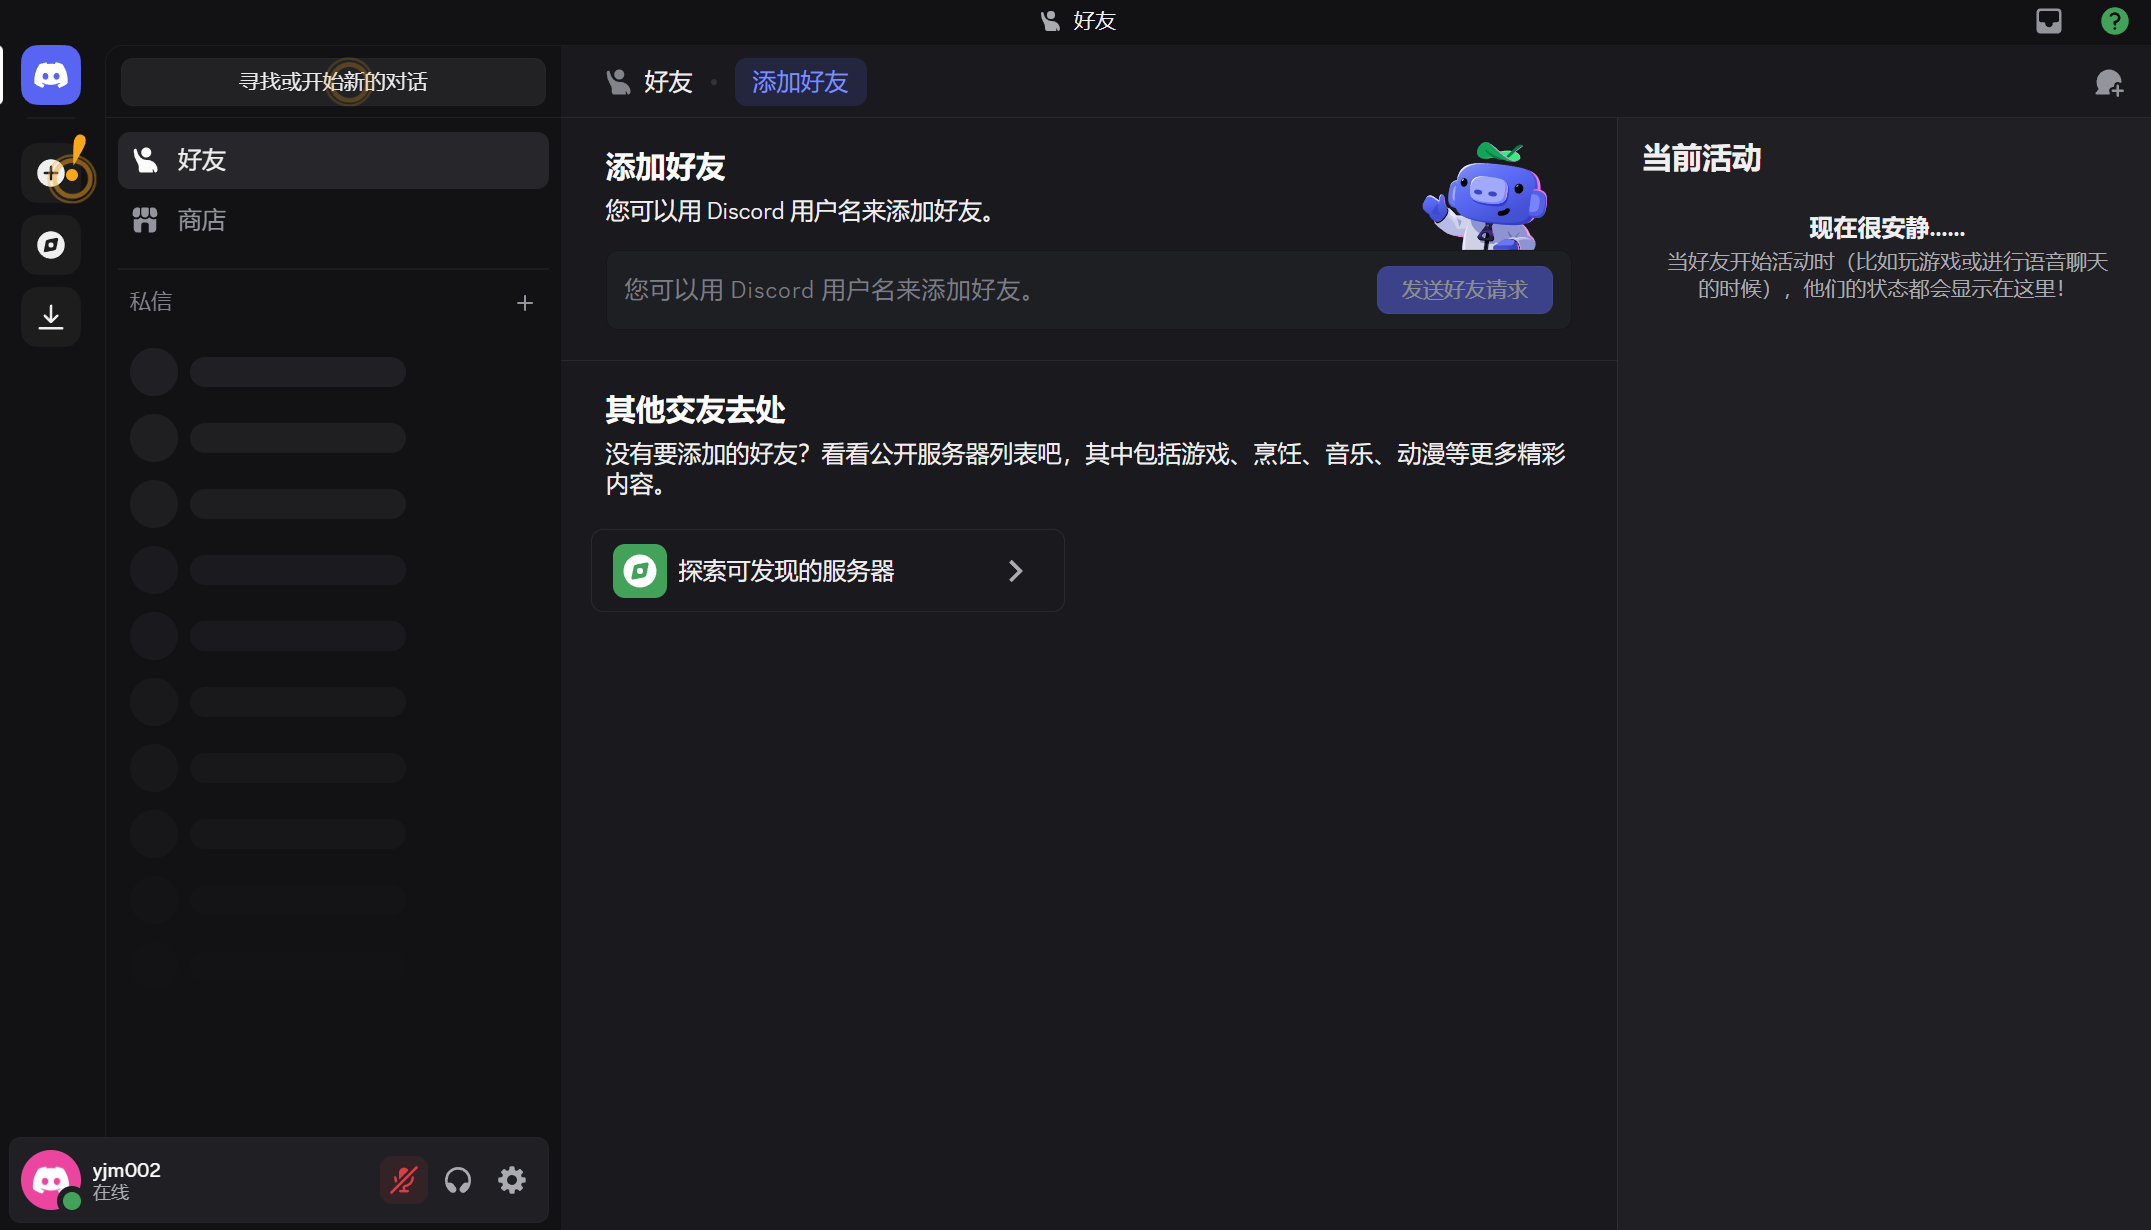 好友
寻找或开始新的对话
好友
添加好友
好友
商店
私信
添加好友
您可以用 Discord 用户名来添加好友。
您可以用 Discord 用户名来添加好友。
发送好友请求
其他交友去处
没有要添加的好友？看看公开服务器列表吧，其中包括游戏、烹饪、音乐、动漫等更多精彩
内容。
探索可发现的服务器
当前活动
现在很安静……
当好友开始活动时（比如玩游戏或进行语音聊天
的时候），他们的状态都会显示在这里！
yjm002
在线